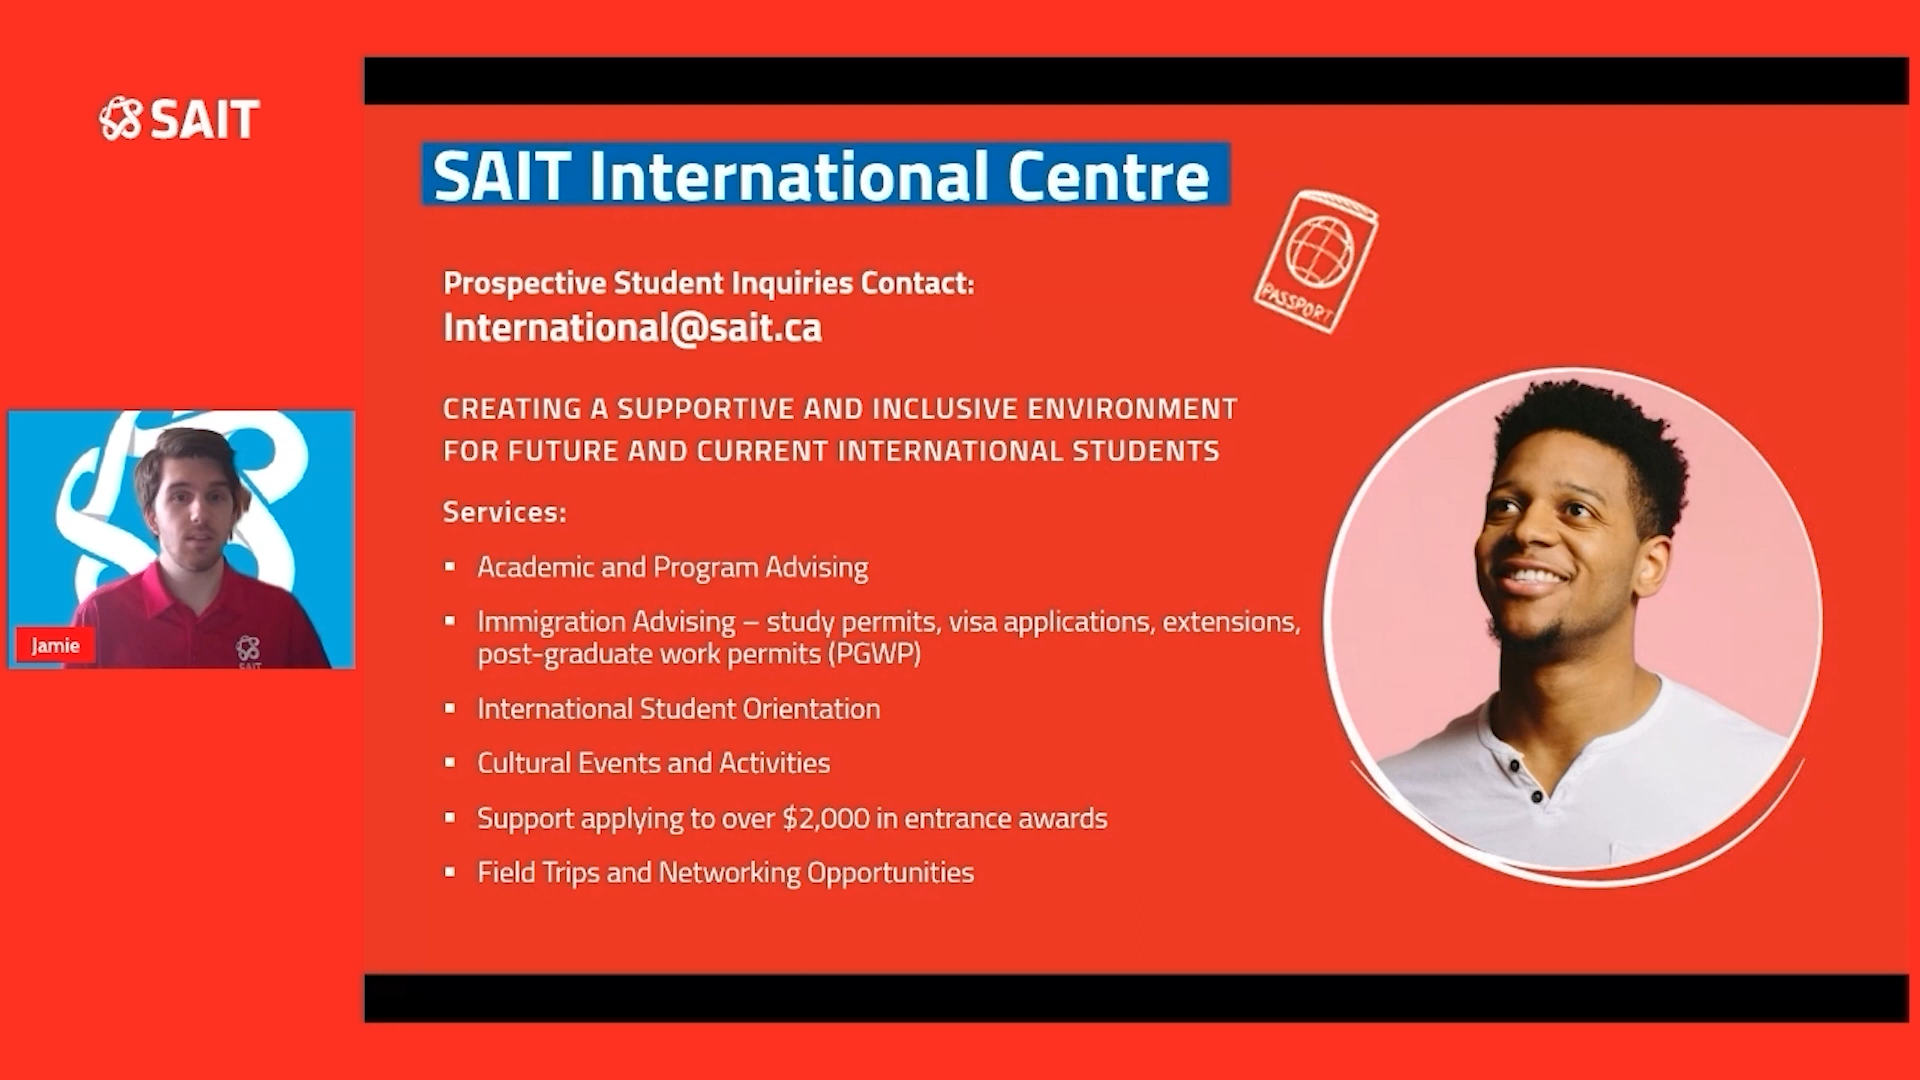 SAIT
SAIT International Centre
PASSPORT
Prospective Student Inquiries Contact:
International@sait.ca
CREATING A SUPPORTIVE AND INCLUSIVE ENVIRONMENT
FOR FUTURE AND CURRENT INTERNATIONAL STUDENTS
Services:
▪ Academic and Program Advising
▪ Immigration Advising – study permits, visa applications, extensions,
post-graduate work permits (PGWP)
▪ International Student Orientation
▪ Cultural Events and Activities
▪ Support applying to over $2,000 in entrance awards
▪ Field Trips and Networking Opportunities
Jamie
SAIT